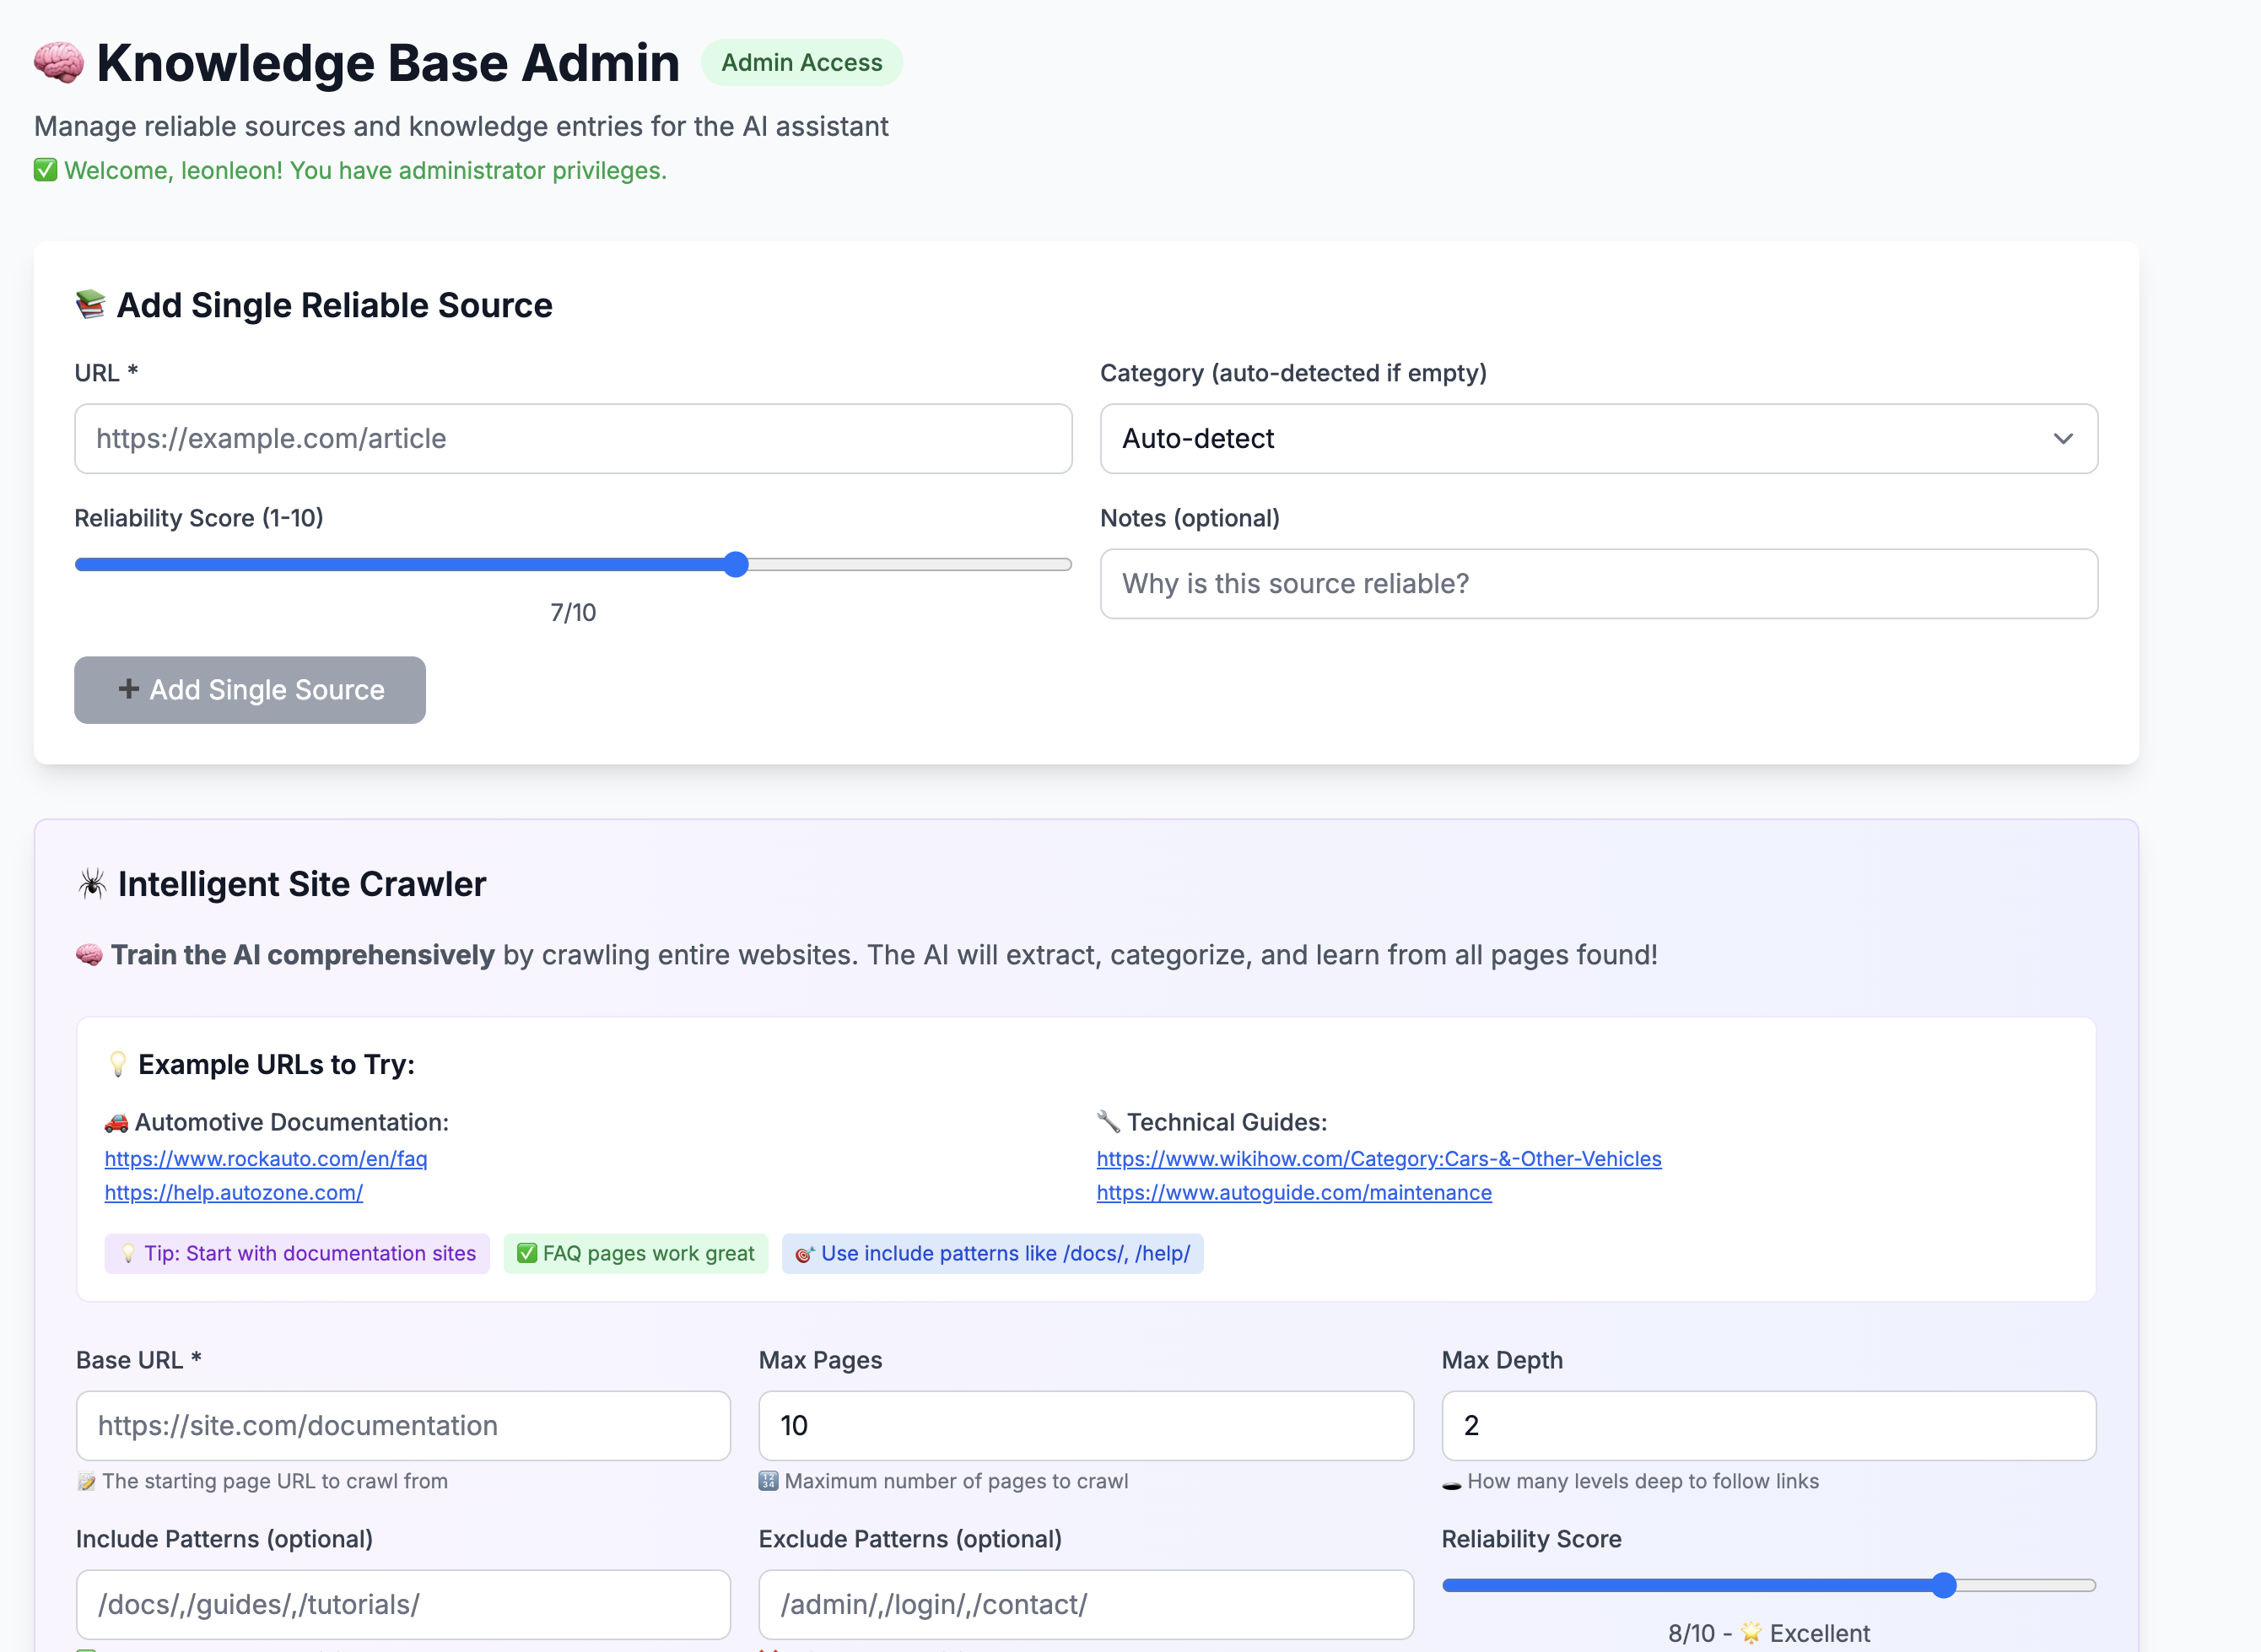 Knowledge Base Admin
Admin Access
Manage reliable sources and knowledge entries for the AI assistant
Welcome, leonleon! You have administrator privileges.
Add Single Reliable Source
URL *
Category (auto-detected if empty)
https://example.com/article
Auto-detect
Reliability Score (1-10)
Notes (optional)
Why is this source reliable?
7/10
+ Add Single Source
Intelligent Site Crawler
Train the AI comprehensively by crawling entire websites. The AI will extract, categorize, and learn from all pages found!
Example URLs to Try:
Automotive Documentation:
https://www.rockauto.com/en/faq
https://help.autozone.com/
Technical Guides:
https://www.wikihow.com/Category:Cars-&-Other-Vehicles
https://www.autoguide.com/maintenance
Tip: Start with documentation sites
FAQ pages work great
Use include patterns like /docs/, /help/
Base URL *
Max Pages
Max Depth
https://site.com/documentation
10
2
The starting page URL to crawl from
Maximum number of pages to crawl
How many levels deep to follow links
Include Patterns (optional)
Exclude Patterns (optional)
Reliability Score
/docs/,/guides/,/tutorials/
/admin/,/login/,/contact/
8/10 - 🌟 Excellent